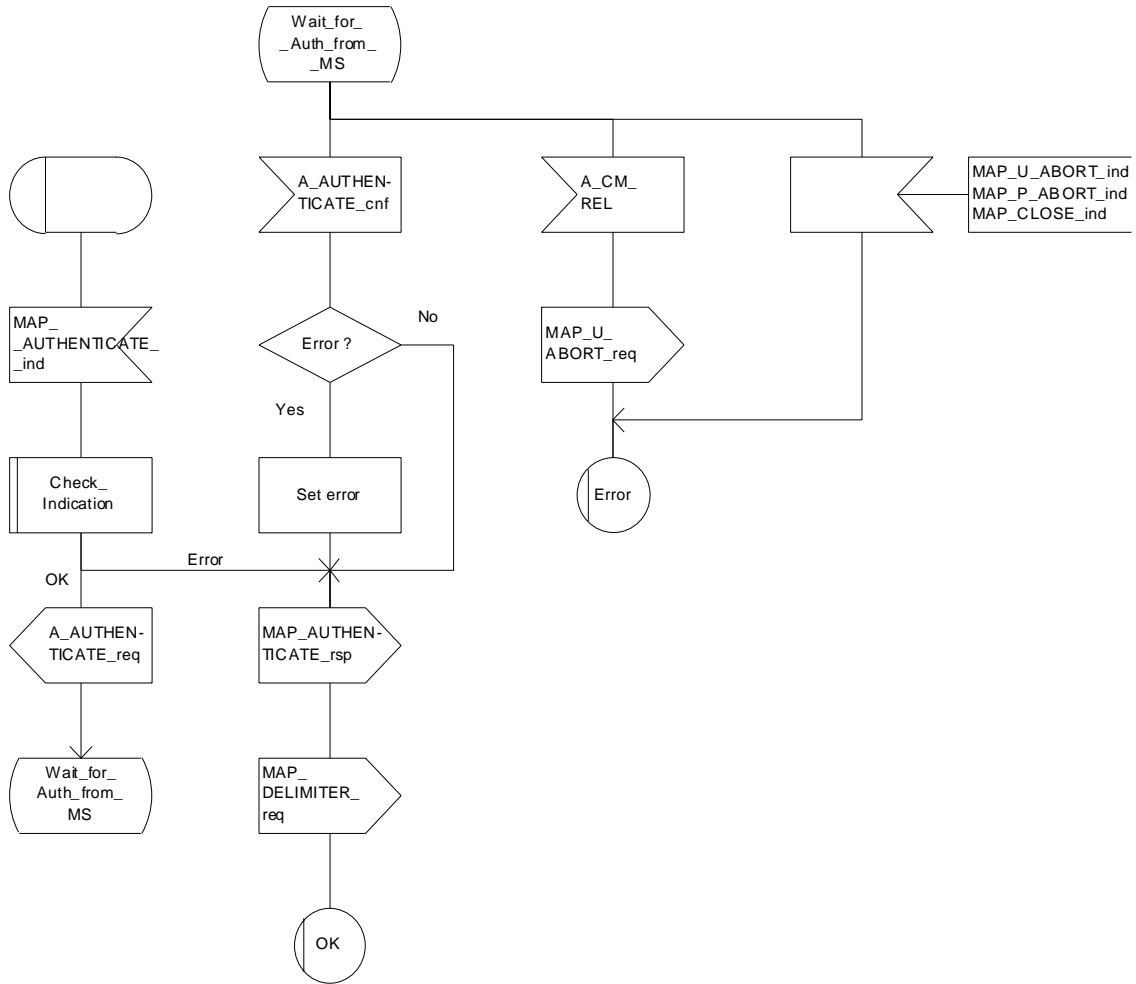 Wait_for_
_Auth_from_
_MS
A_AUTHEN-
TICATE_cnf
A_CM_
REL
MAP_U_ABORT_ind
MAP_P_ABORT_ind
MAP_CLOSE_ind
MAP_
_AUTHENTICATE_
_ind
Error ?
No
Yes
MAP_U_
ABORT_req
Check_
Indication
Set error
Error
Error
OK
A_AUTHEN-
TICATE_req
MAP_AUTHEN-
TICATE_rsp
Wait_for_
Auth_from_
MS
MAP_
DELIMITER_
req
OK